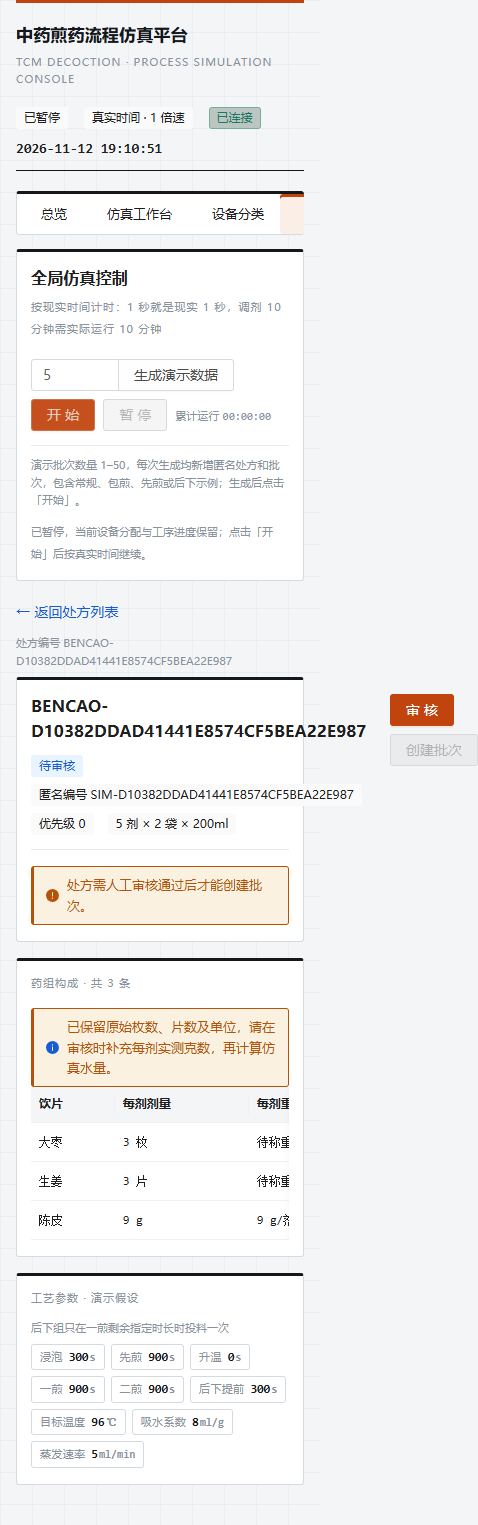 中药煎药流程仿真平台
TCM DECOCTION · PROCESS SIMULATION
CONSOLE
已暂停 真实时间 · 1 倍速 已连接
2026-11-12 19:10:51
总览 仿真工作台 设备分类
全局仿真控制
按现实时间计时：1 秒就是现实 1 秒，调剂 10
分钟需实际运行 10 分钟
5 生成演示数据
开 始 暂 停 累计运行 00:00:00
演示批次数量 1–50，每次生成均新增匿名处方和批
次，包含常规、包煎、先煎或后下示例；生成后点击
「开始」。
已暂停，当前设备分配与工序进度保留；点击「开
始」后按真实时间继续。
← 返回处方列表
处方编号 BENCAO-
D10382DDAD41441E8574CF5BEA22E987
BENCAO-
D10382DDAD41441E8574CF5BEA22E987
审 核
创建批次
待审核
匿名编号 SIM-D10382DDAD41441E8574CF5BEA22E987
优先级 0 5 剂 × 2 袋 × 200ml
处方需人工审核通过后才能创建批
次。
药组构成 · 共 3 条
已保留原始枚数、片数及单位，请在
审核时补充每剂实测克数，再计算仿
真水量。
饮片 每剂剂量 每剂重
大枣 3 枚 待称重
生姜 3 片 待称重
陈皮 9 g 9 g/剂
工艺参数 · 演示假设
后下组只在一煎剩余指定时长时投料一次
浸泡 300s 先煎 900s 升温 0s
一煎 900s 二煎 900s 后下提前 300s
目标温度 96℃ 吸水系数 8ml/g
蒸发速率 5ml/min